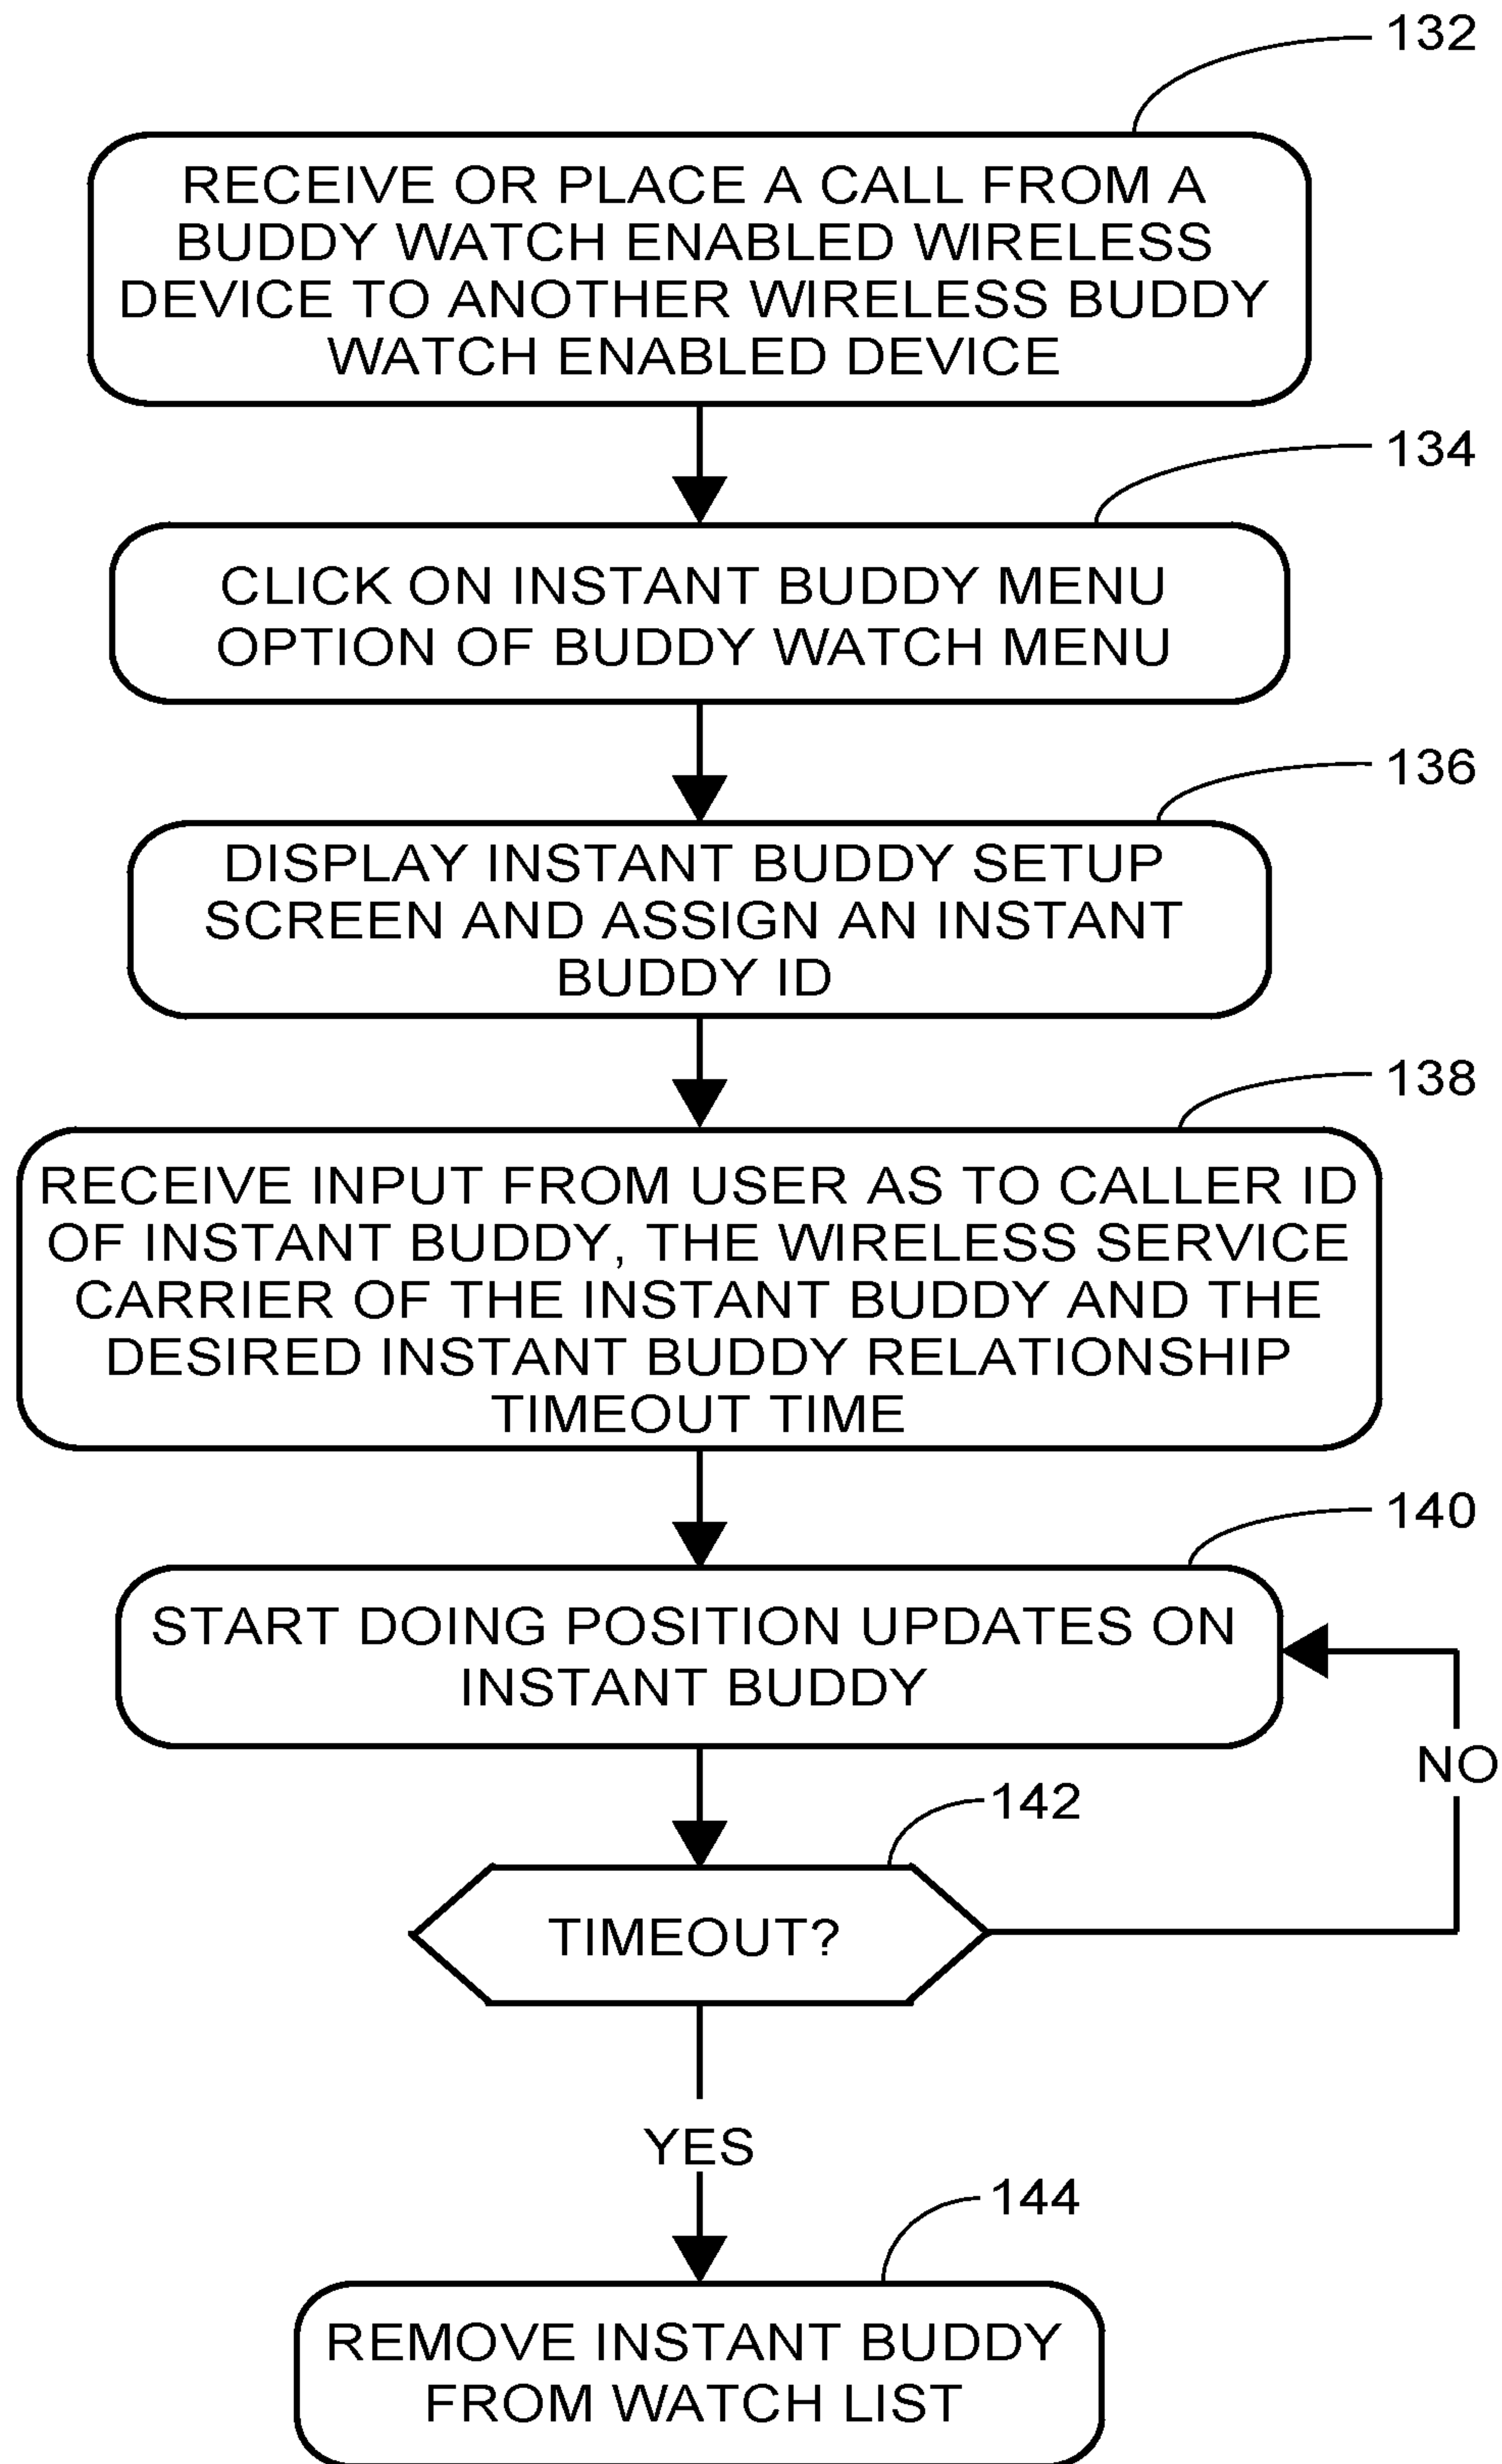 132
RECEIVE OR PLACE A CALL FROM A
BUDDY WATCH ENABLED WIRELESS
DEVICE TO ANOTHER WIRELESS BUDDY
WATCH ENABLED DEVICE
134
CLICK ON INSTANT BUDDY MENU
OPTION OF BUDDY WATCH MENU
136
DISPLAY INSTANT BUDDY SETUP
SCREEN AND ASSIGN AN INSTANT
BUDDY ID
138
RECEIVE INPUT FROM USER AS TO CALLER ID
OF INSTANT BUDDY, THE WIRELESS SERVICE
CARRIER OF THE INSTANT BUDDY AND THE
DESIRED INSTANT BUDDY RELATIONSHIP
TIMEOUT TIME
140
START DOING POSITION UPDATES ON
INSTANT BUDDY
NO
142
TIMEOUT?
YES
144
REMOVE INSTANT BUDDY
FROM WATCH LIST